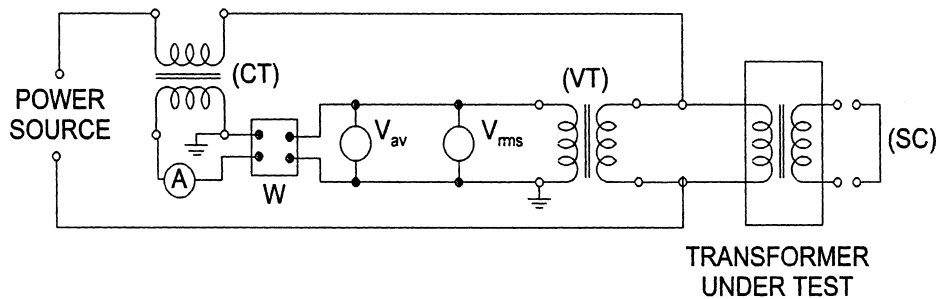 (CT)
(VT)
POWER
SOURCE
V av
V rms
(SC)
A
W
TRANSFORMER
UNDER TEST